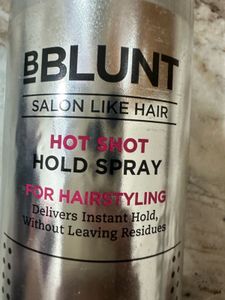 BBLUNT
SALON LIKE HAIR
HOT SHOT
HOLD SPRAY
FOR HAIRSTYLING
Delivers Instant Hold,
Without Leaving Residues